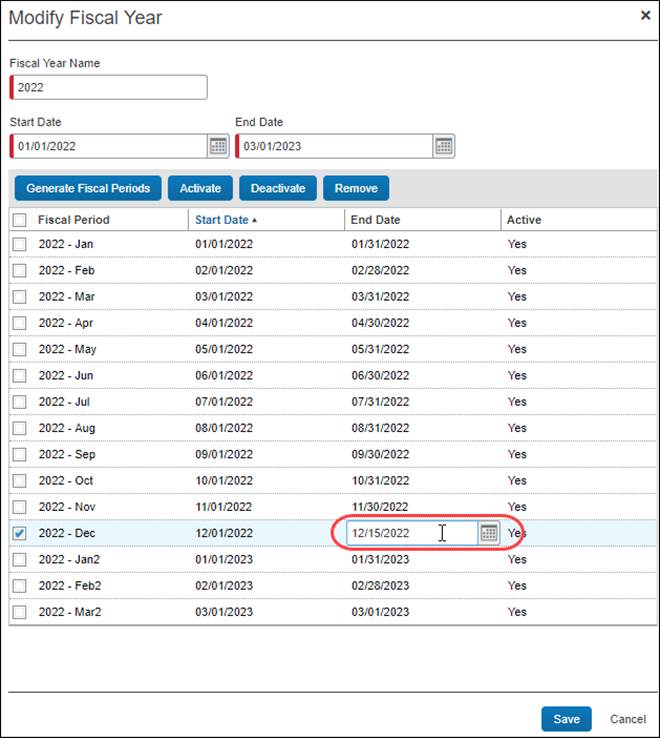 Modify Fiscal Year ×
Fiscal Year Name
2022
Start Date End Date
01/01/2022 03/01/2023
Generate Fiscal Periods Activate Deactivate Remove
Fiscal Period Start Date End Date Active
2022 - Jan 01/01/2022 01/31/2022 Yes
2022 - Feb 02/01/2022 02/28/2022 Yes
2022 - Mar 03/01/2022 03/31/2022 Yes
2022 - Apr 04/01/2022 04/30/2022 Yes
2022 - May 05/01/2022 05/31/2022 Yes
2022 - Jun 06/01/2022 06/30/2022 Yes
2022 - Jul 07/01/2022 07/31/2022 Yes
2022 - Aug 08/01/2022 08/31/2022 Yes
2022 - Sep 09/01/2022 09/30/2022 Yes
2022 - Oct 10/01/2022 10/31/2022 Yes
2022 - Nov 11/01/2022 11/30/2022 Yes
2022 - Dec 12/01/2022 12/15/2022 Yes
2022 - Jan2 01/01/2023 01/31/2023 Yes
2022 - Feb2 02/01/2023 02/28/2023 Yes
2022 - Mar2 03/01/2023 03/01/2023 Yes
Save Cancel